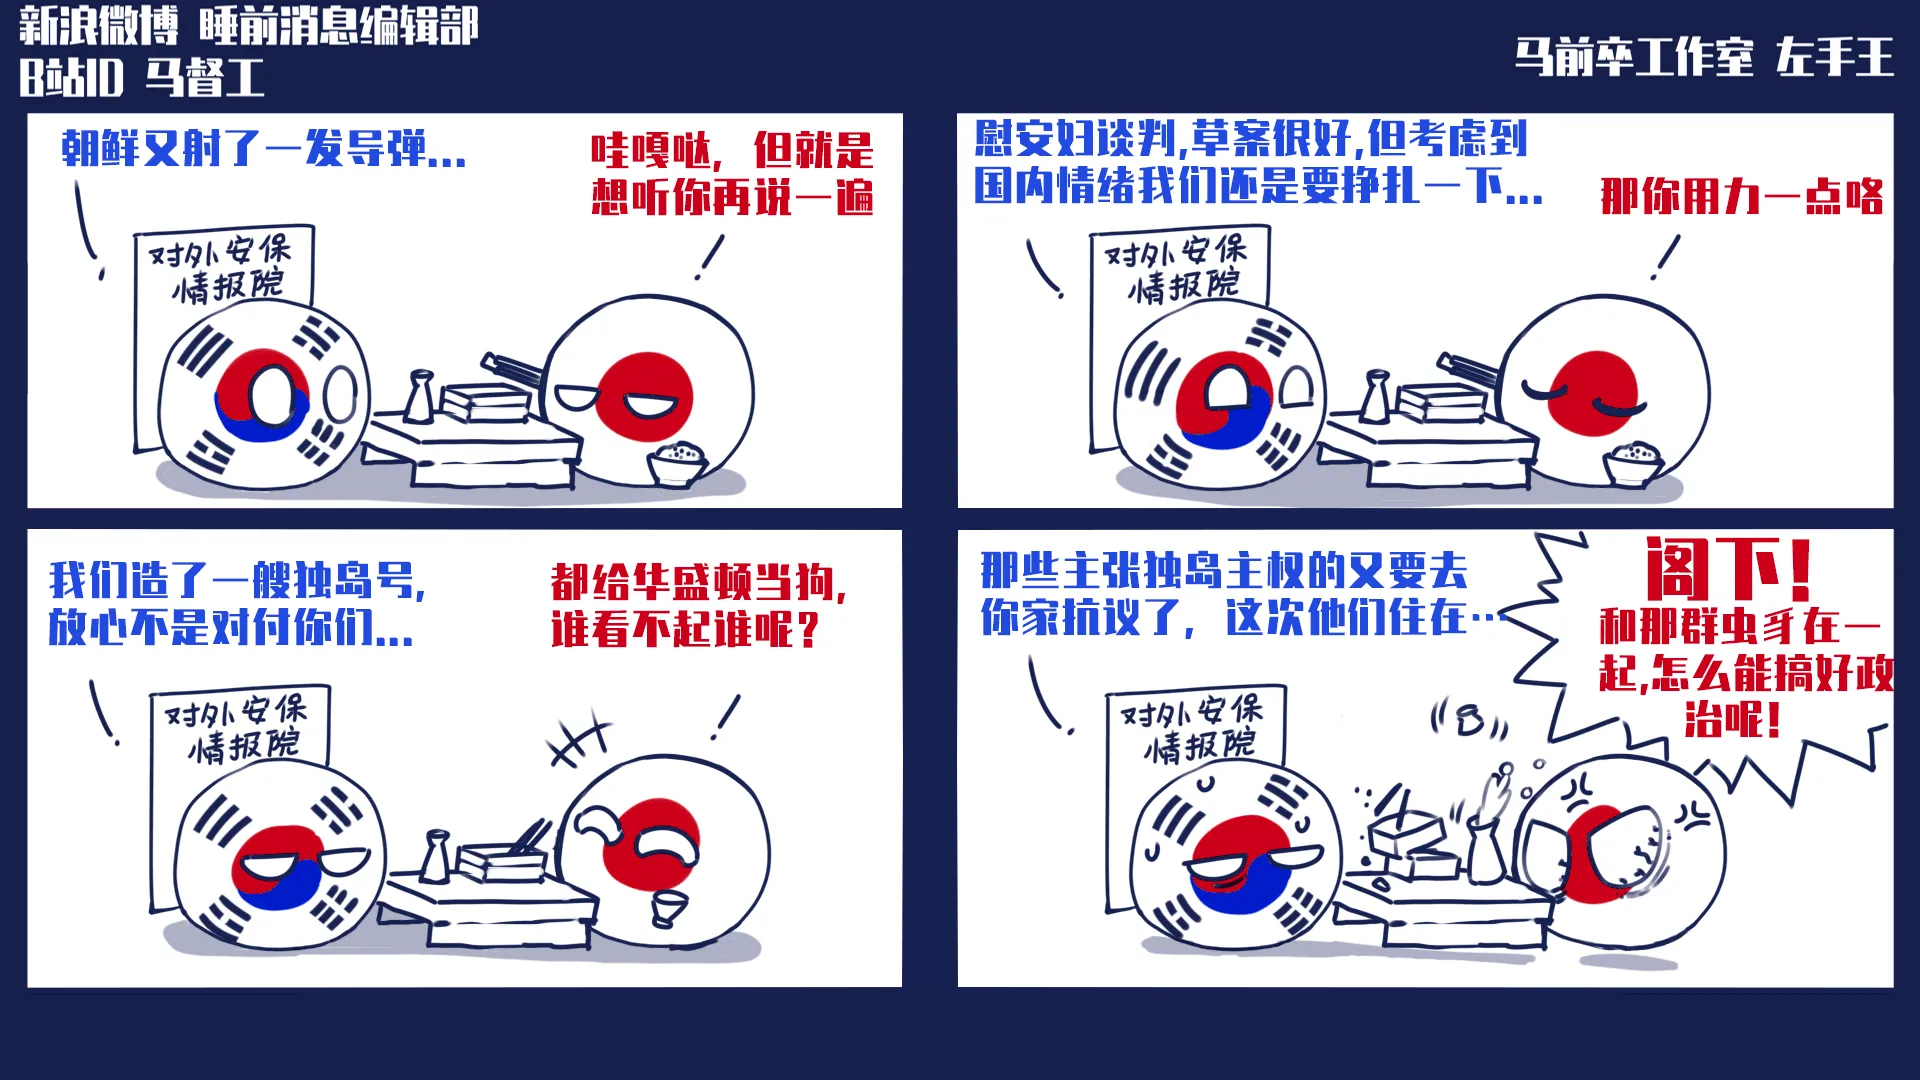 新浪微博 睡前消息编辑部
B站ID 马督工
马前卒工作室 左手王
朝鲜又射了一发导弹...
哇嘎哒，但就是
想听你再说一遍
对外安保
情报院
慰安妇谈判,草案很好,但考虑到
国内情绪我们还是要挣扎一下...
那你用力一点咯
对外安保
情报院
我们造了一艘独岛号,
放心不是对付你们...
都给华盛顿当狗,
谁看不起谁呢?
对外安保
情报院
那些主张独岛主权的又要去
你家抗议了，这次他们住在…
阁下!
和那群虫豸在一
起,怎么能搞好政
治呢!
对外安保
情报院